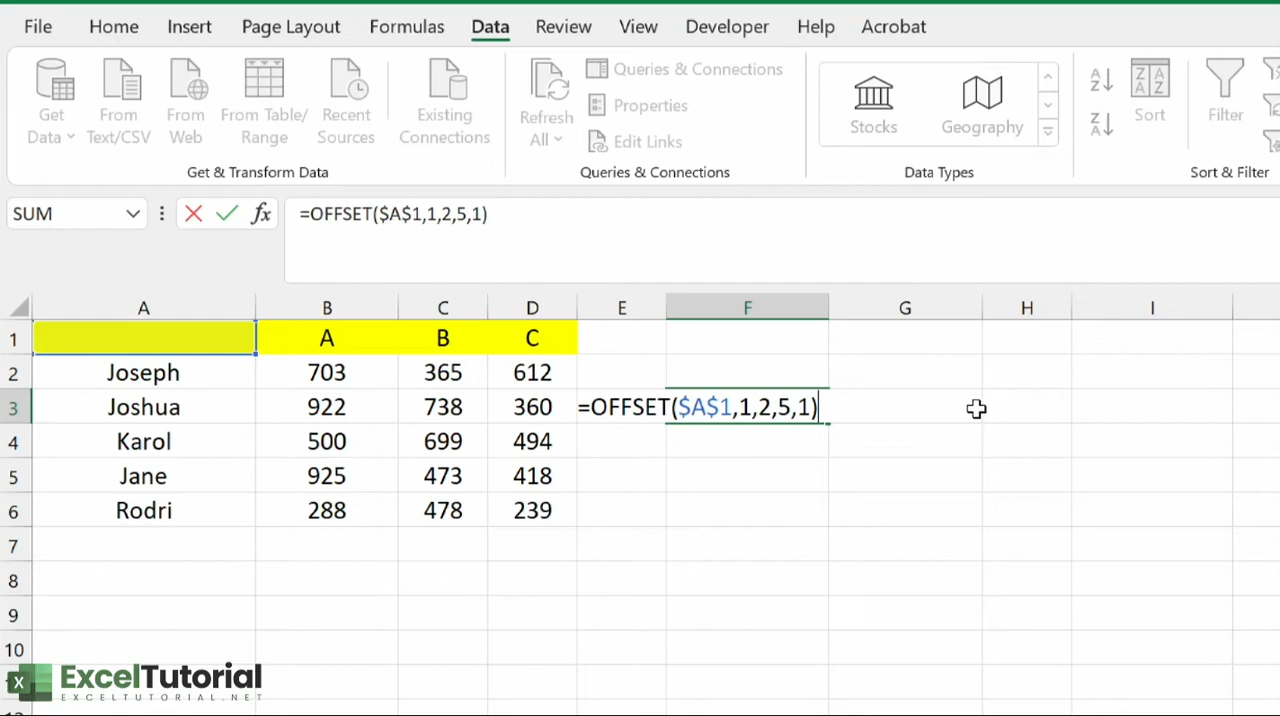 File Home Insert Page Layout Formulas Data Review View Developer Help Acrobat
Get Data
From Text/CSV
From Web
From Table/ Range
Recent Sources
Existing Connections
Get & Transform Data
Refresh All
Queries & Connections
Properties
Edit Links
Queries & Connections
Stocks
Geography
Data Types
Sort
Filter
Sort & Filter
SUM fx =OFFSET($A$1,1,2,5,1)
A B C D E F G H I
1 A B C
2 Joseph 703 365 612
3 Joshua 922 738 360 =OFFSET($A$1,1,2,5,1)
4 Karol 500 699 494
5 Jane 925 473 418
6 Rodri 288 478 239
7
8
9
10
X ExcelTutorial
EXCELTUTORIAL.NET